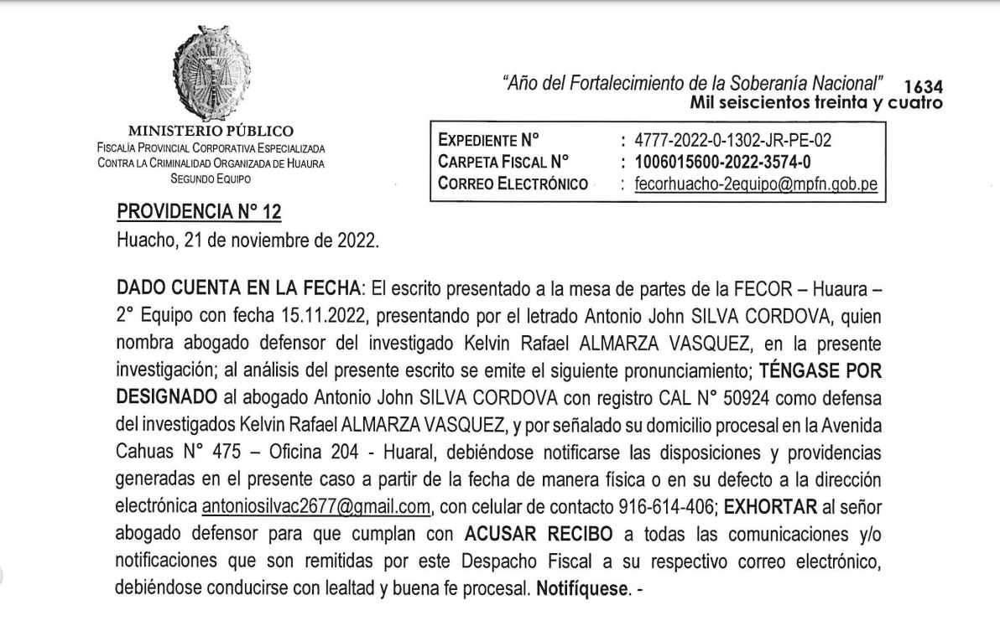 "Año del Fortalecimiento de la Soberanía Nacional" 1634
Mil seiscientos treinta y cuatro
MINISTERIO PÚBLICO
FISCALÍA PROVINCIAL CORPORATIVA ESPECIALIZADA
CONTRA LA CRIMINALIDAD ORGANIZADA DE HUAURA
SEGUNDO EQUIPO
EXPEDIENTE N° : 4777-2022-0-1302-JR-PE-02
CARPETA FISCAL N° : 1006015600-2022-3574-0
CORREO ELECTRÓNICO : fecorhuacho-2equipo@mpfn.gob.pe
PROVIDENCIA N° 12
Huacho, 21 de noviembre de 2022.
DADO CUENTA EN LA FECHA: El escrito presentado a la mesa de partes de la FECOR – Huaura –
2° Equipo con fecha 15.11.2022, presentando por el letrado Antonio John SILVA CORDOVA, quien
nombra abogado defensor del investigado Kelvin Rafael ALMARZA VASQUEZ, en la presente
investigación; al análisis del presente escrito se emite el siguiente pronunciamiento; TÉNGASE POR
DESIGNADO al abogado Antonio John SILVA CORDOVA con registro CAL N° 50924 como defensa
del investigados Kelvin Rafael ALMARZA VASQUEZ, y por señalado su domicilio procesal en la Avenida
Cahuas N° 475 – Oficina 204 - Huaral, debiéndose notificarse las disposiciones y providencias
generadas en el presente caso a partir de la fecha de manera física o en su defecto a la dirección
electrónica antoniosilvac2677@gmail.com, con celular de contacto 916-614-406; EXHORTAR al señor
abogado defensor para que cumplan con ACUSAR RECIBO a todas las comunicaciones y/o
notificaciones que son remitidas por este Despacho Fiscal a su respectivo correo electrónico,
debiéndose conducirse con lealtad y buena fe procesal. Notifíquese. -